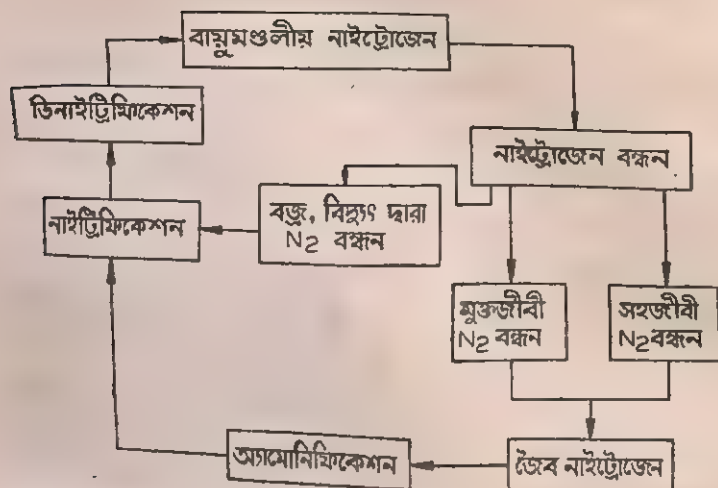 বায়ুমণ্ডলীয় নাইট্রোজেন
ডিনাইট্রিফিকেশন
নাইট্রোজেন বন্ধন
নাইট্রিফিকেশন
বজ্র, বিদ্যুৎ দ্বারা
N2 বন্ধন
মুক্তজীবী
N2 বন্ধন
সহজীবী
N2 বন্ধন
অ্যামোনিফিকেশন
জৈব নাইট্রোজেন